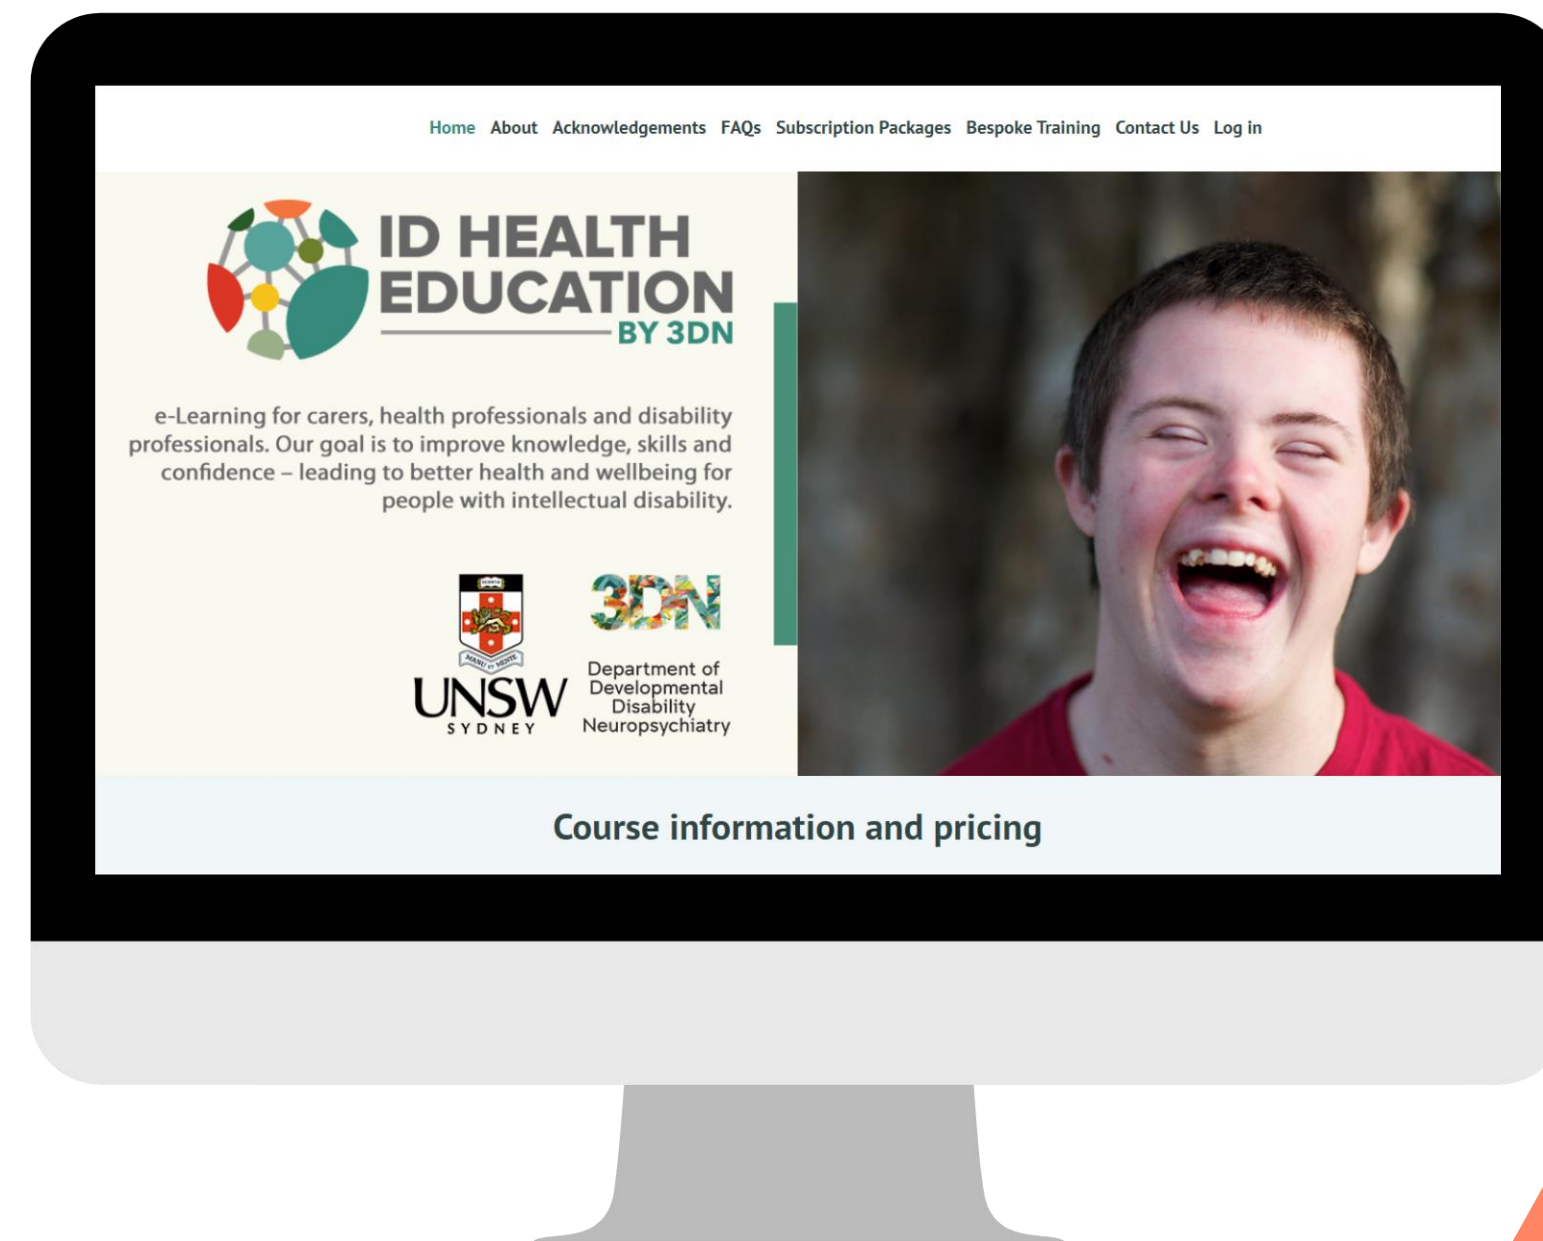 Home About Acknowledgements FAQs Subscription Packages Bespoke Training Contact Us Log in
ID HEALTH
EDUCATION
BY 3DN
e-Learning for carers, health professionals and disability
professionals. Our goal is to improve knowledge, skills and
confidence – leading to better health and wellbeing for
people with intellectual disability.
MANU ET MENTE
UNSW
SYDNEY
3DN
Department of
Developmental
Disability
Neuropsychiatry
Course information and pricing